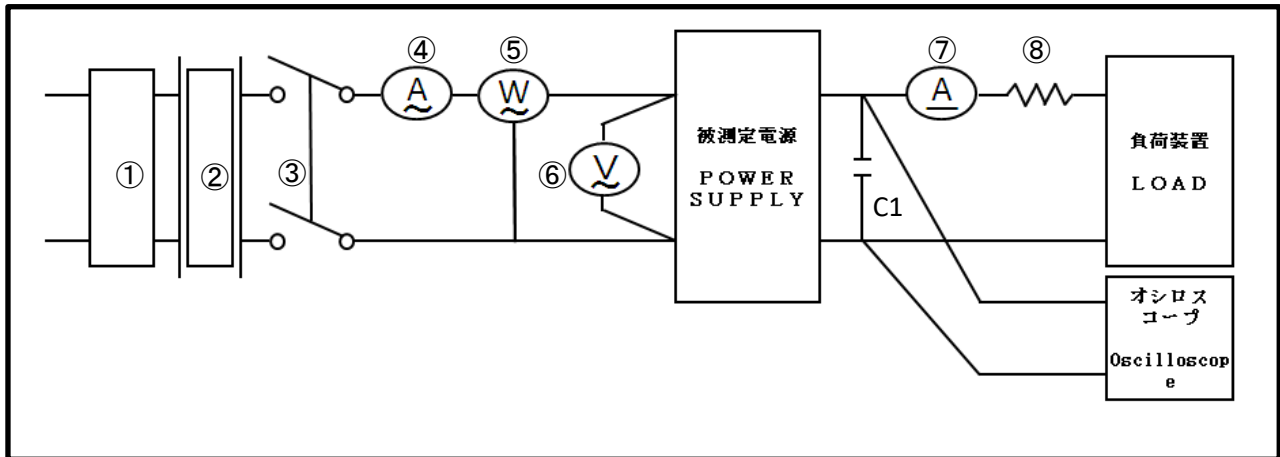 ④
⑤
⑦
⑧
A
W
A
被測定電源
POWER
SUPPLY
負荷装置
LOAD
①
②
③
⑥
V
C1
オシロス
コープ
Oscilloscop
e